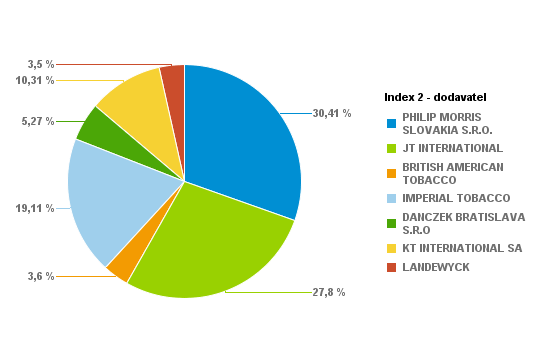 3,5 %
10,31 %
5,27 %
19,11 %
3,6 %
30,41 %
27,8 %
Index 2 - dodavatel
PHILIP MORRIS
SLOVAKIA S.R.O.
JT INTERNATIONAL
BRITISH AMERICAN
TOBACCO
IMPERIAL TOBACCO
DANCZEK BRATISLAVA
S.R.O
KT INTERNATIONAL SA
LANDEWYCK